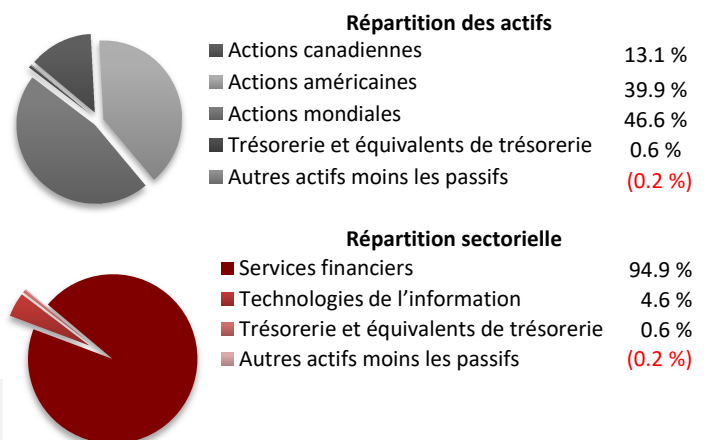 Répartition des actifs
Actions canadiennes 13.1 %
Actions américaines 39.9 %
Actions mondiales 46.6 %
Trésorerie et équivalents de trésorerie 0.6 %
Autres actifs moins les passifs (0.2 %)
Répartition sectorielle
Services financiers 94.9 %
Technologies de l’information 4.6 %
Trésorerie et équivalents de trésorerie 0.6 %
Autres actifs moins les passifs (0.2 %)